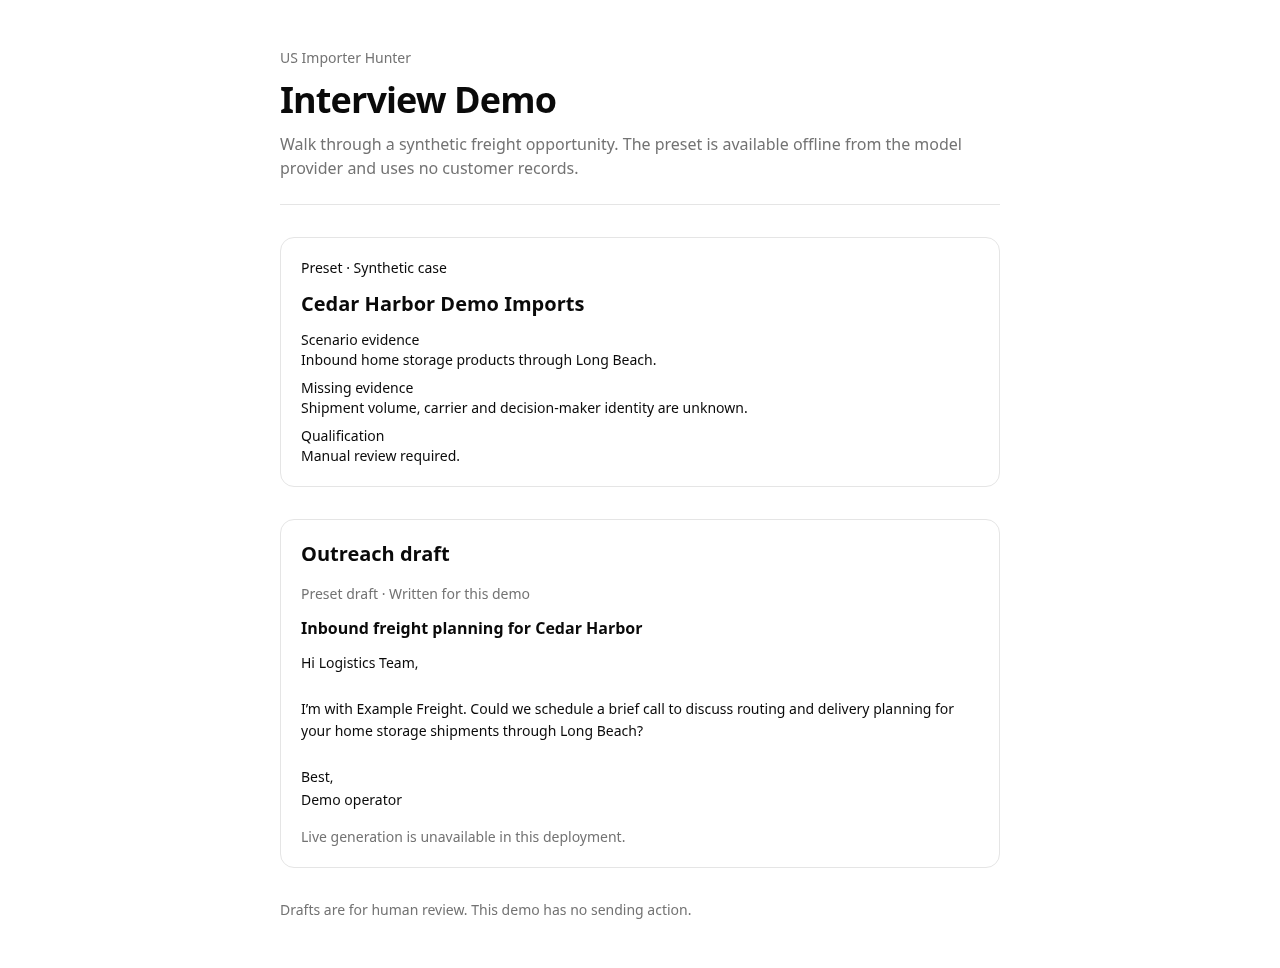 US Importer Hunter
Interview Demo
Walk through a synthetic freight opportunity. The preset is available offline from the model
provider and uses no customer records.
Preset · Synthetic case
Cedar Harbor Demo Imports
Scenario evidence
Inbound home storage products through Long Beach.
Missing evidence
Shipment volume, carrier and decision-maker identity are unknown.
Qualification
Manual review required.
Outreach draft
Preset draft · Written for this demo
Inbound freight planning for Cedar Harbor
Hi Logistics Team,
I’m with Example Freight. Could we schedule a brief call to discuss routing and delivery planning for
your home storage shipments through Long Beach?
Best,
Demo operator
Live generation is unavailable in this deployment.
Drafts are for human review. This demo has no sending action.